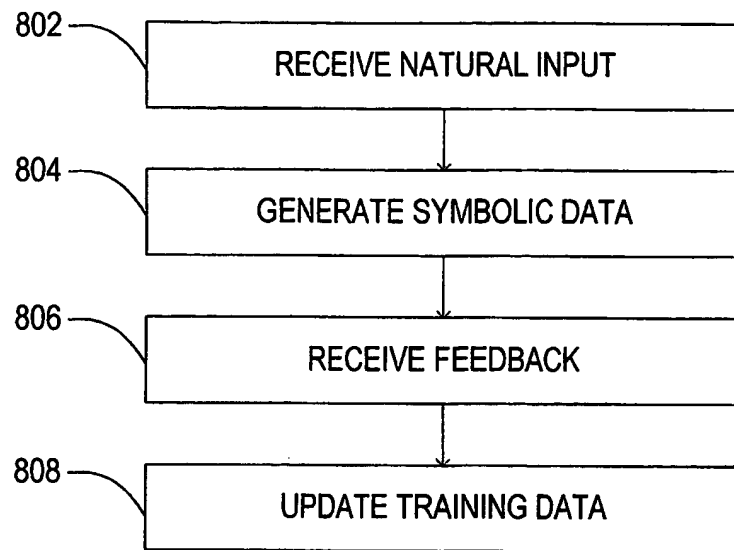 802
RECEIVE NATURAL INPUT
804
GENERATE SYMBOLIC DATA
806
RECEIVE FEEDBACK
808
UPDATE TRAINING DATA